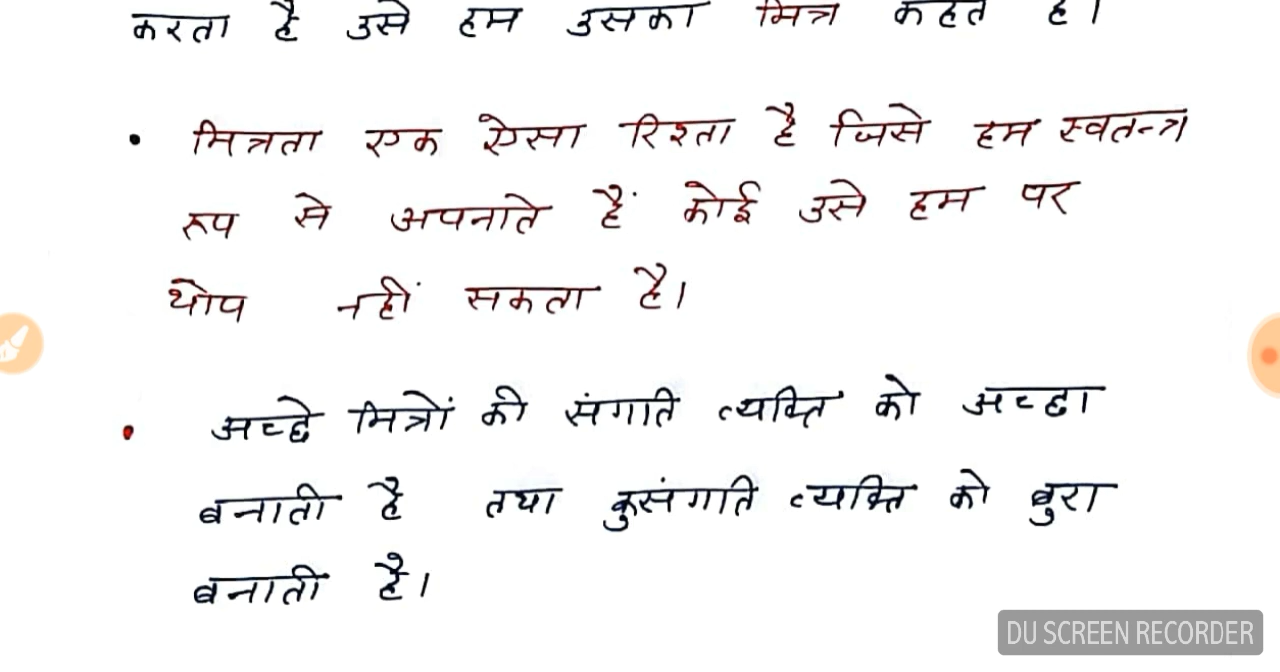 करता है उसे हम उसका मित्र कहते हैं।
• मित्रता एक ऐसा रिश्ता है जिसे हम स्वतन्त्र
रूप से अपनाते हैं कोई उसे हम पर
थोप नहीं सकता है।
• अच्छे मित्रों की संगति व्यक्ति को अच्छा
बनाती है तथा कुसंगति व्यक्ति को बुरा
बनाती है।
DU SCREEN RECORDER